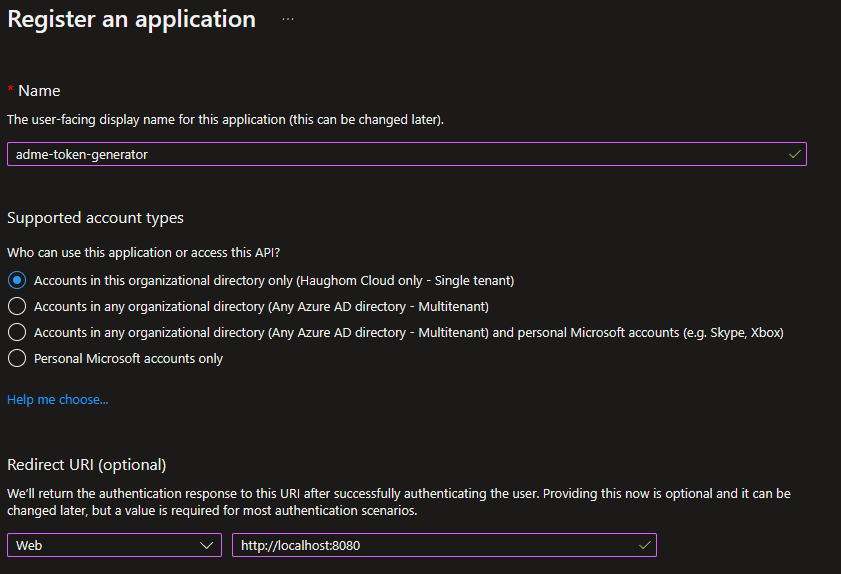 Register an application ...
* Name
The user-facing display name for this application (this can be changed later).
adme-token-generator
Supported account types
Who can use this application or access this API?
Accounts in this organizational directory only (Haughom Cloud only - Single tenant)
Accounts in any organizational directory (Any Azure AD directory - Multitenant)
Accounts in any organizational directory (Any Azure AD directory - Multitenant) and personal Microsoft accounts (e.g. Skype, Xbox)
Personal Microsoft accounts only
Help me choose...
Redirect URI (optional)
We'll return the authentication response to this URI after successfully authenticating the user. Providing this now is optional and it can be
changed later, but a value is required for most authentication scenarios.
Web http://localhost:8080